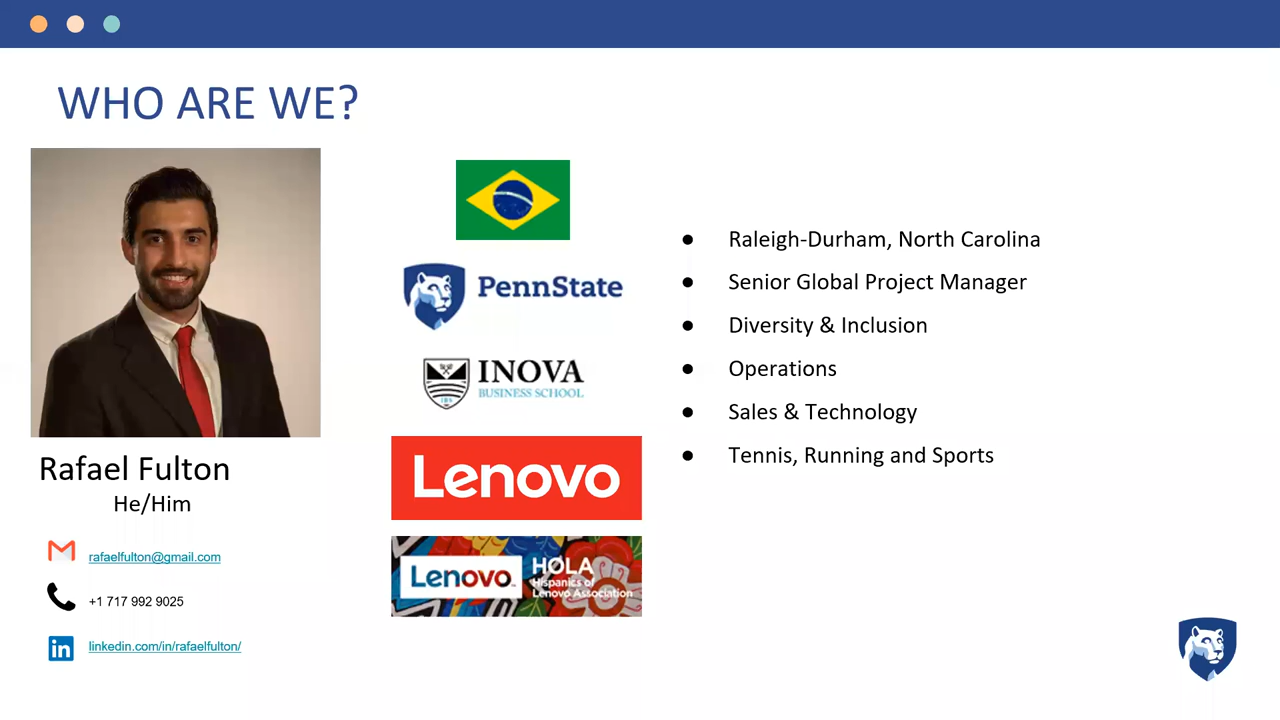 WHO ARE WE?
Rafael Fulton
He/Him
rafaelfulton@gmail.com
+1 717 992 9025
in
linkedin.com/in/rafaelfulton/
PennState
INOVA
BUSINESS SCHOOL
IBS
Lenovo
Lenovo
HOLA
Hispanics of
Lenovo Association
● Raleigh-Durham, North Carolina
● Senior Global Project Manager
● Diversity & Inclusion
● Operations
● Sales & Technology
● Tennis, Running and Sports